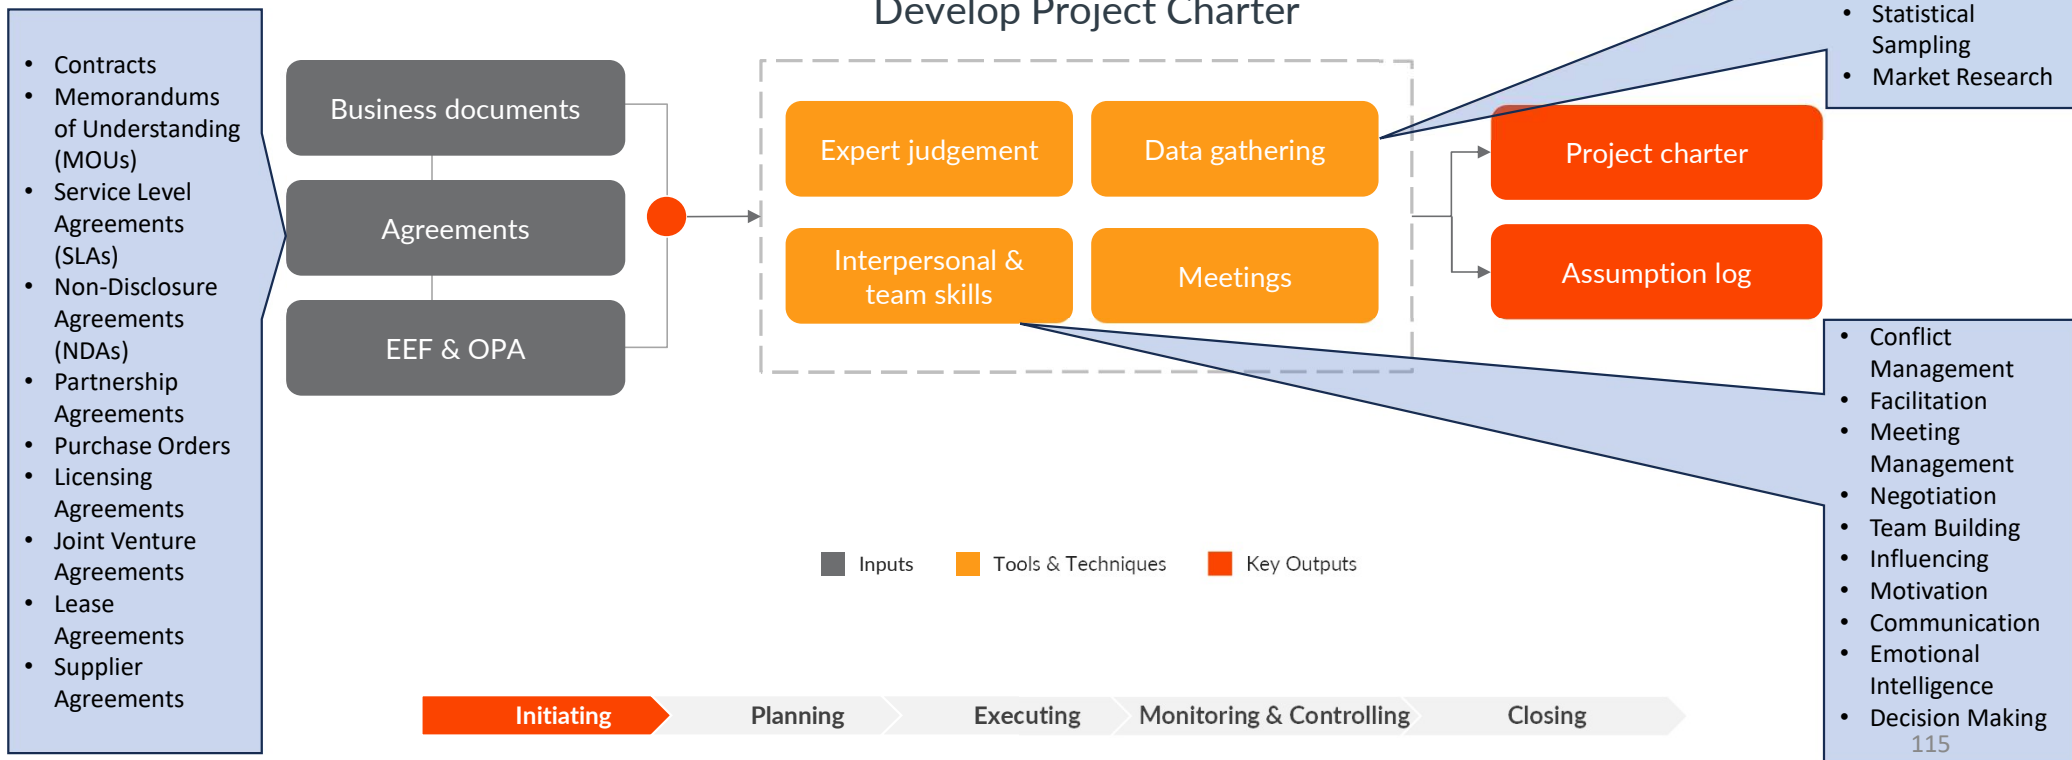 Develop Project Charter
• Contracts
• Memorandums
of Understanding
(MOUs)
• Service Level
Agreements
(SLAs)
• Non-Disclosure
Agreements
(NDAs)
• Partnership
Agreements
• Purchase Orders
• Licensing
Agreements
• Joint Venture
Agreements
• Lease
Agreements
• Supplier
Agreements
Business documents
Agreements
EEF & OPA
Expert judgement
Data gathering
Interpersonal &
team skills
Meetings
Project charter
Assumption log
• Statistical
Sampling
• Market Research
• Conflict
Management
• Facilitation
• Meeting
Management
• Negotiation
• Team Building
• Influencing
• Motivation
• Communication
• Emotional
Intelligence
• Decision Making
Inputs
Tools & Techniques
Key Outputs
Initiating
Planning
Executing
Monitoring & Controlling
Closing
115